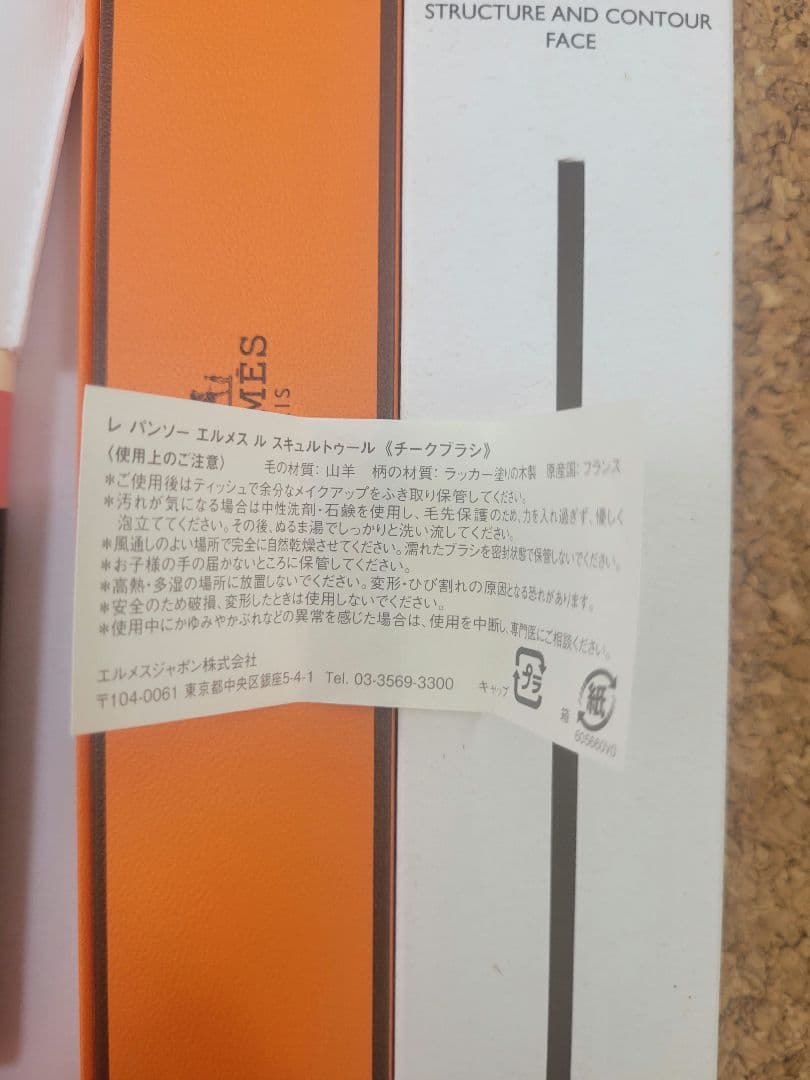 STRUCTURE AND CONTOUR
FACE
レ パンソー エルメス ル スキュルトゥール 《チークブラシ》
〈使用上のご注意〉 毛の材質：山羊 柄の材質：ラッカー塗りの木製 原産国：フランス
＊ご使用後はティッシュで余分なメイクアップをふき取り保管してください。
＊汚れが気になる場合は中性洗剤・石鹸を使用し、毛先保護のため、力を入れ過ぎず、優しく
泡立ててください。その後、ぬるま湯でしっかりと洗い流してください。
＊風通しのよい場所で完全に自然乾燥させてください。濡れたブラシを密封状態で保管しないでください。
＊お子様の手の届かないところに保管してください。
＊高熱・多湿の場所に放置しないでください。変形・ひび割れの原因となる恐れがあります。
＊安全のため破損、変形したときは使用しないでください。
＊使用中にかゆみやかぶれなどの異常を感じた場合は、使用を中断し、専門医にご相談ください。
エルメスジャポン株式会社
〒104-0061 東京都中央区銀座5-4-1 Tel. 03-3569-3300
キャップ プラ
箱 紙
605660V0